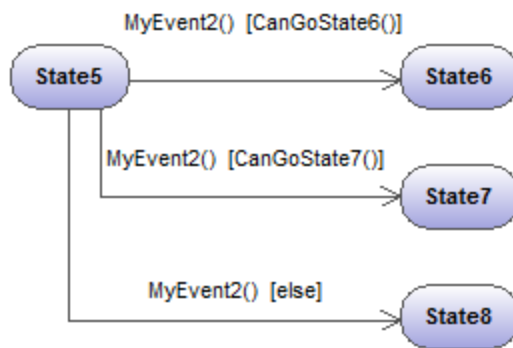 MyEvent2() [CanGoState6()]
State5
State6
MyEvent2() [CanGoState7()]
State7
MyEvent2() [else]
State8